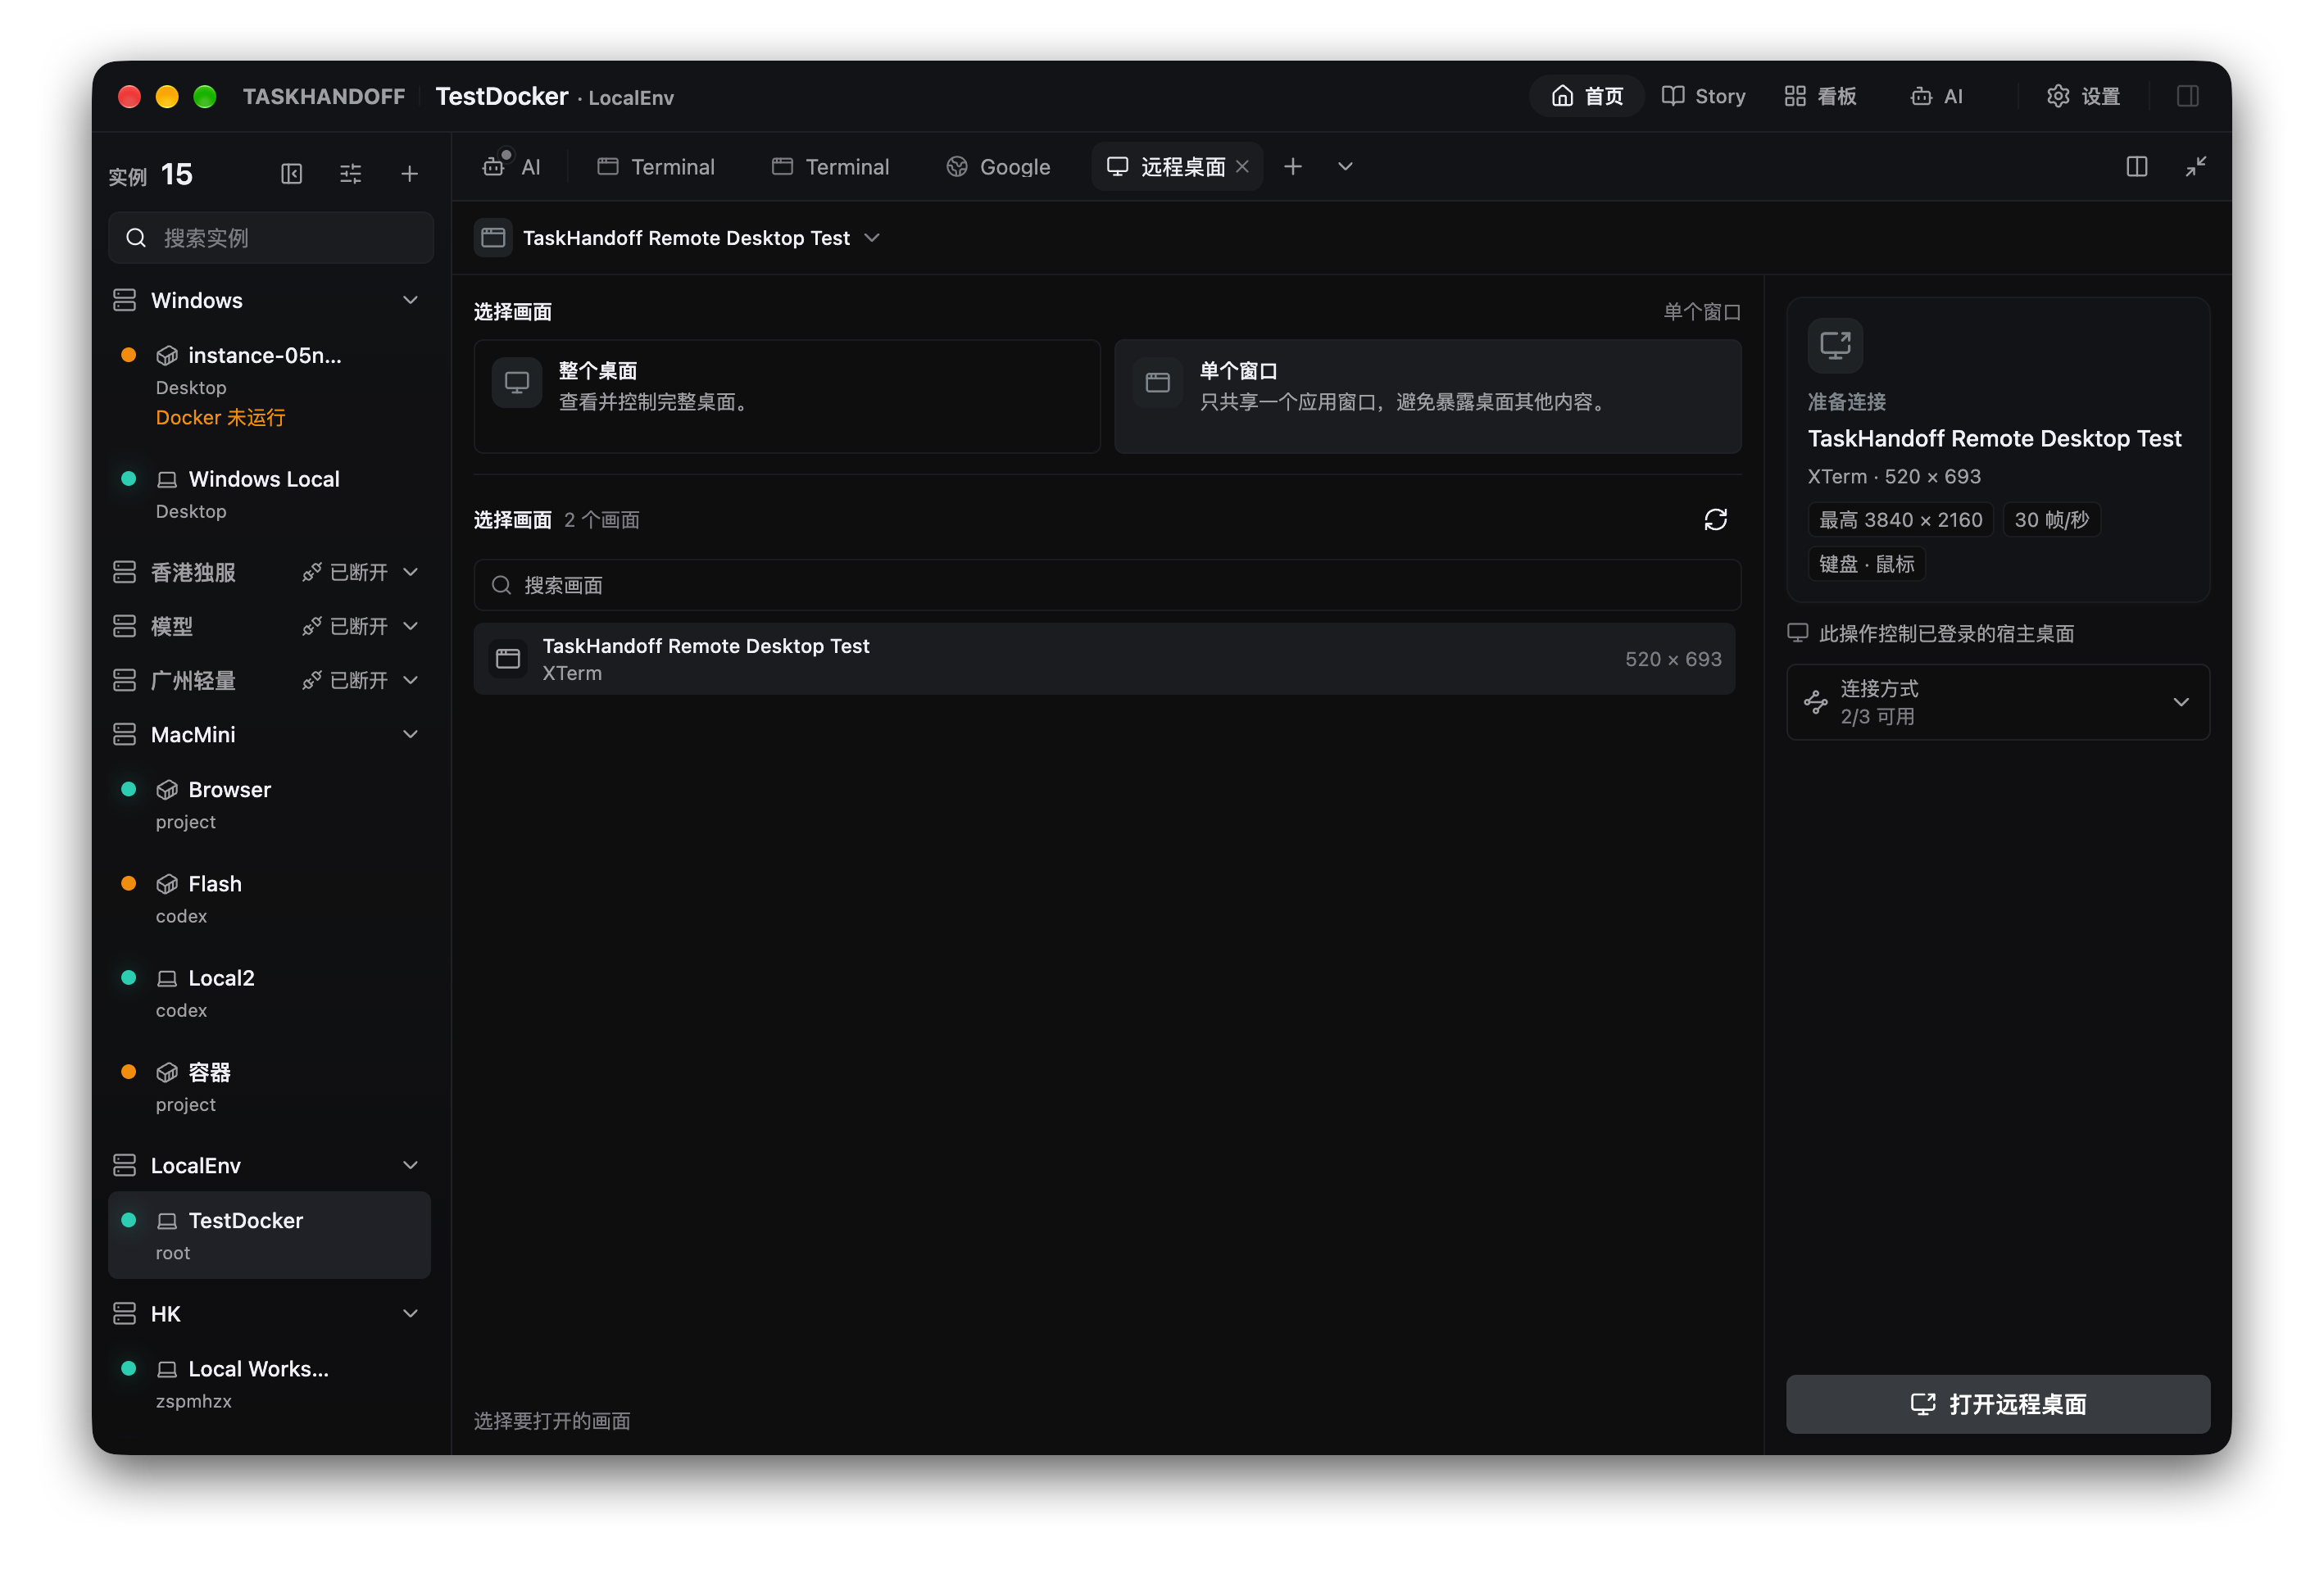 TASKHANDOFF TestDocker · LocalEnv 首页 Story 看板 AI 设置
实例 15
搜索实例
Windows
instance-05n...
Desktop
Docker 未运行
Windows Local
Desktop
香港独服 已断开
模型 已断开
广州轻量 已断开
MacMini
Browser
project
Flash
codex
Local2
codex
容器
project
LocalEnv
TestDocker
root
HK
Local Works...
zspmhzx
AI Terminal Terminal Google 远程桌面
TaskHandoff Remote Desktop Test
选择画面 单个窗口
整个桌面
查看并控制完整桌面。
单个窗口
只共享一个应用窗口，避免暴露桌面其他内容。
选择画面 2 个画面
搜索画面
TaskHandoff Remote Desktop Test
XTerm
520 × 693
选择要打开的画面
准备连接
TaskHandoff Remote Desktop Test
XTerm · 520 × 693
最高 3840 × 2160 30 帧/秒
键盘 · 鼠标
此操作控制已登录的宿主桌面
连接方式
2/3 可用
打开远程桌面